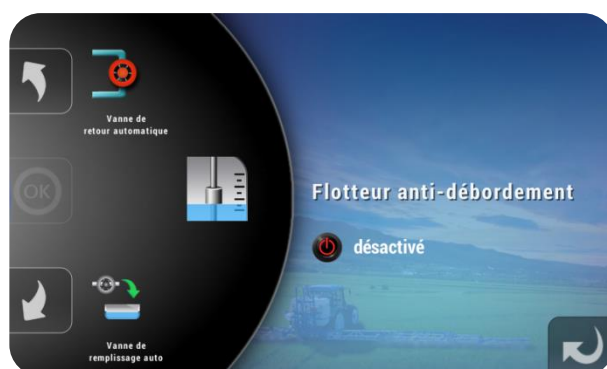 Vanne de
retour automatique
OK
Flotteur anti-débordement
désactivé
Vanne de
remplissage auto